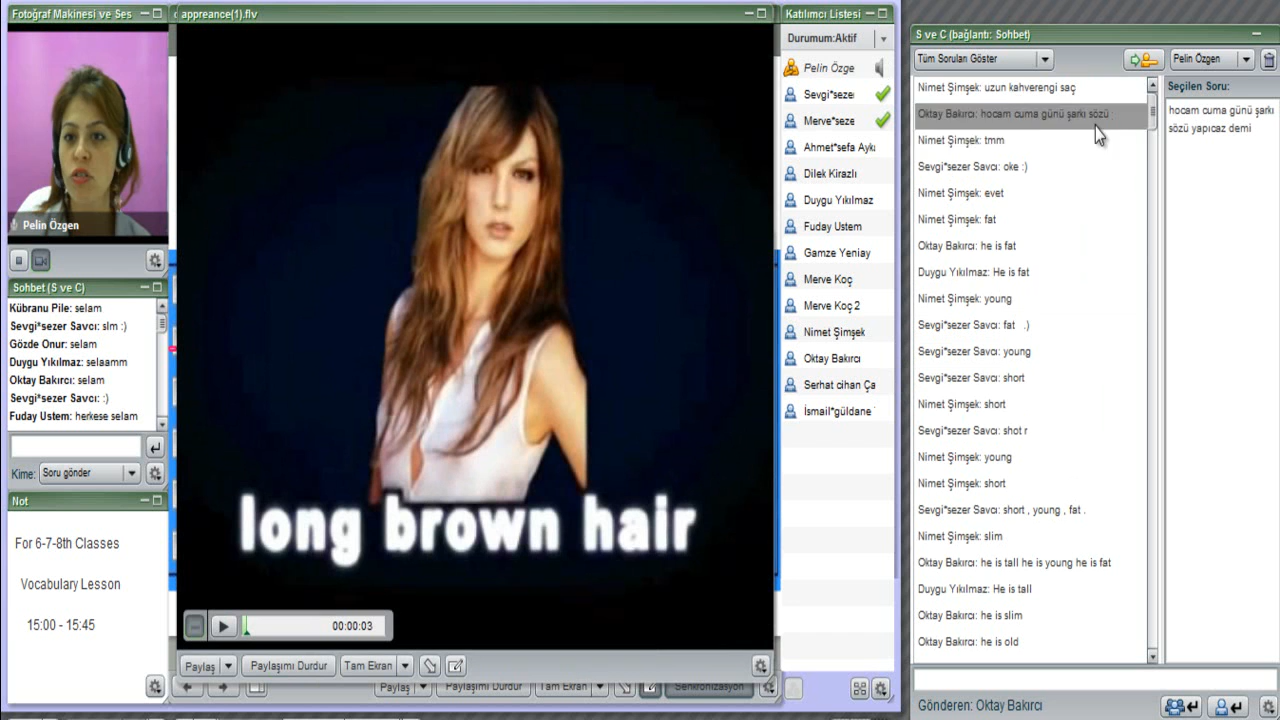 Fotoğraf Makinesi ve Ses
Pelin Özgen
Sohbet (S ve C)
Kübranu Pile: selam
Sevgi*sezer Savcı: slm :)
Gözde Onur: selam
Duygu Yıkılmaz: selaamm
Oktay Bakırcı: selam
Sevgi*sezer Savcı: :)
Fuday Ustem: herkese selam
Kime:
Soru gönder
Not
For 6-7-8th Classes
Vocabulary Lesson
15:00 - 15:45
appreance(1).flv
long brown hair
00:00:03
Paylaş
Paylaşımı Durdur
Tam Ekran
Paylaş
Paylaşımı Durdur
Tam Ekran
Senkronizasyon
Katılımcı Listesi
Durumum:Aktif
Pelin Özge
Sevgi*seze
Merve*seze
Ahmet*sefa Aykı
Dilek Kirazlı
Duygu Yıkılmaz
Fuday Ustem
Gamze Yeniay
Merve Koç
Merve Koç 2
Nimet Şimşek
Oktay Bakırcı
Serhat cihan Ça
İsmail*güldane
S ve C (bağlantı: Sohbet)
Tüm Soruları Göster
Pelin Özgen
Nimet Şimşek: uzun kahverengi saç
Oktay Bakırcı: hocam cuma günü şarkı sözü
Nimet Şimşek: tmm
Sevgi*sezer Savcı: oke :)
Nimet Şimşek: evet
Nimet Şimşek: fat
Oktay Bakırcı: he is fat
Duygu Yıkılmaz: He is fat
Nimet Şimşek: young
Sevgi*sezer Savcı: fat .)
Sevgi*sezer Savcı: young
Sevgi*sezer Savcı: short
Nimet Şimşek: short
Sevgi*sezer Savcı: shot r
Nimet Şimşek: young
Nimet Şimşek: short
Sevgi*sezer Savcı: short , young , fat .
Nimet Şimşek: slim
Oktay Bakırcı: he is tall he is young he is fat
Duygu Yıkılmaz: He is tall
Oktay Bakırcı: he is slim
Oktay Bakırcı: he is old
Seçilen Soru:
hocam cuma günü şarkı
sözü yapıcaz demi
Gönderen: Oktay Bakırcı